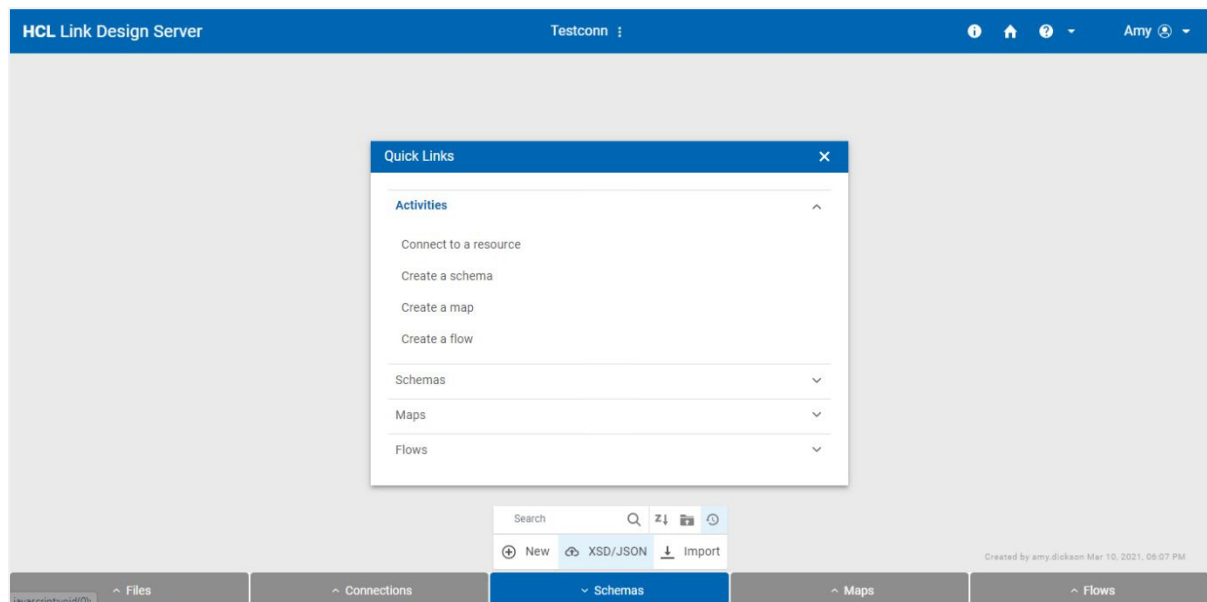 HCL Link Design Server Testconn Amy
Quick Links
Activities
Connect to a resource
Create a schema
Create a map
Create a flow
Schemas
Maps
Flows
Search
New XSD/JSON Import
Created by amy.dickson Mar 10, 2021, 06:07 PM
Files Connections Schemas Maps Flows